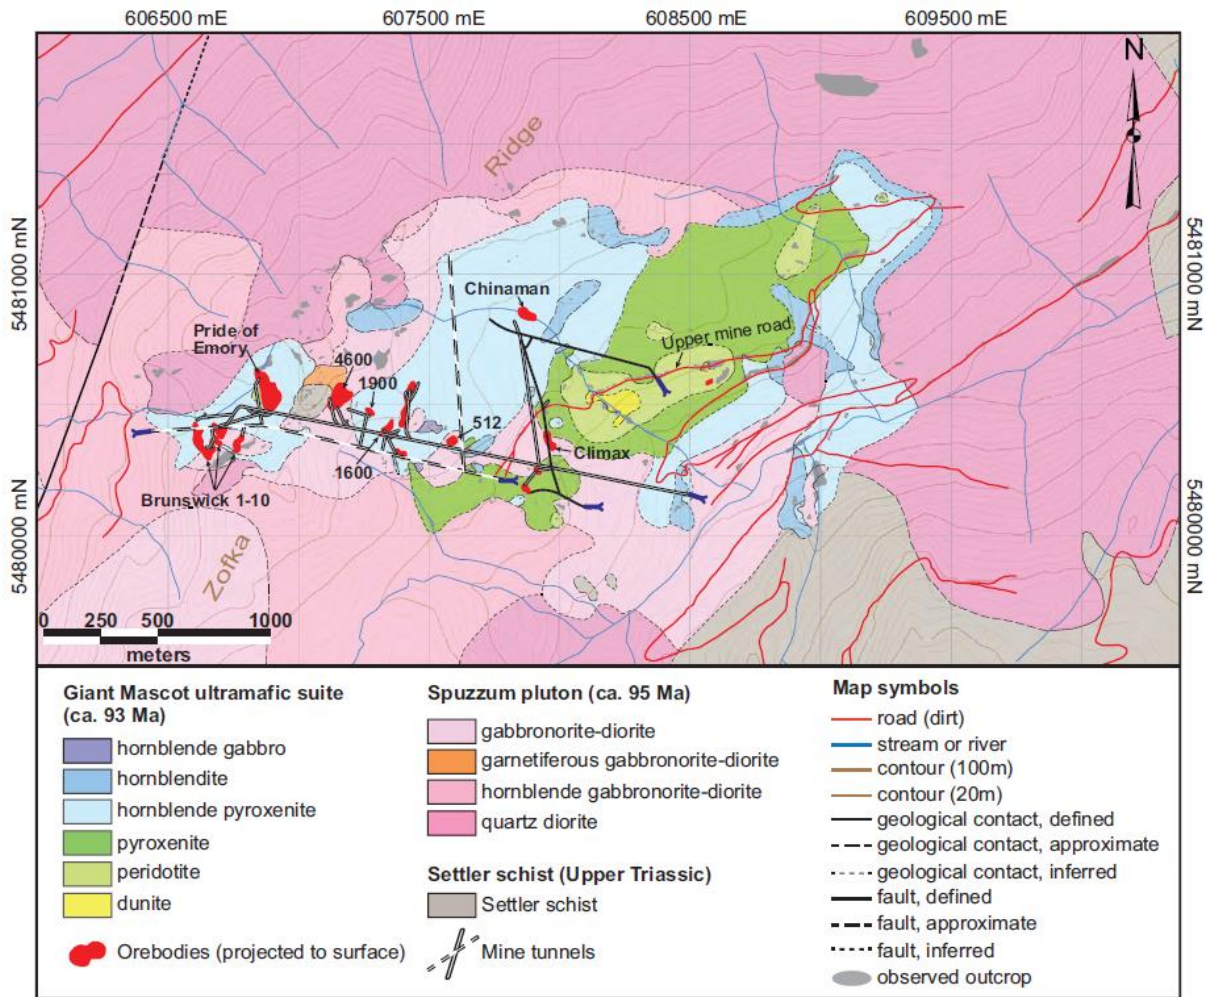 606500 mE
607500 mE
608500 mE
609500 mE
N
Ridge
5481000 mN
5481000 mN
Chinaman
Pride of
Emory
4600
1900
Upper mine road
512
Climax
1600
Brunswick 1-10
5480000 mN
5480000 mN
Zofka
0 250 500 1000
meters
Giant Mascot ultramafic suite
(ca. 93 Ma)
hornblende gabbro
hornblendite
hornblende pyroxenite
pyroxenite
peridotite
dunite
Orebodies (projected to surface)
Spuzzum pluton (ca. 95 Ma)
gabbronorite-diorite
garnetiferous gabbronorite-diorite
hornblende gabbronorite-diorite
quartz diorite
Settler schist (Upper Triassic)
Settler schist
Mine tunnels
Map symbols
road (dirt)
stream or river
contour (100m)
contour (20m)
geological contact, defined
geological contact, approximate
geological contact, inferred
fault, defined
fault, approximate
fault, inferred
observed outcrop